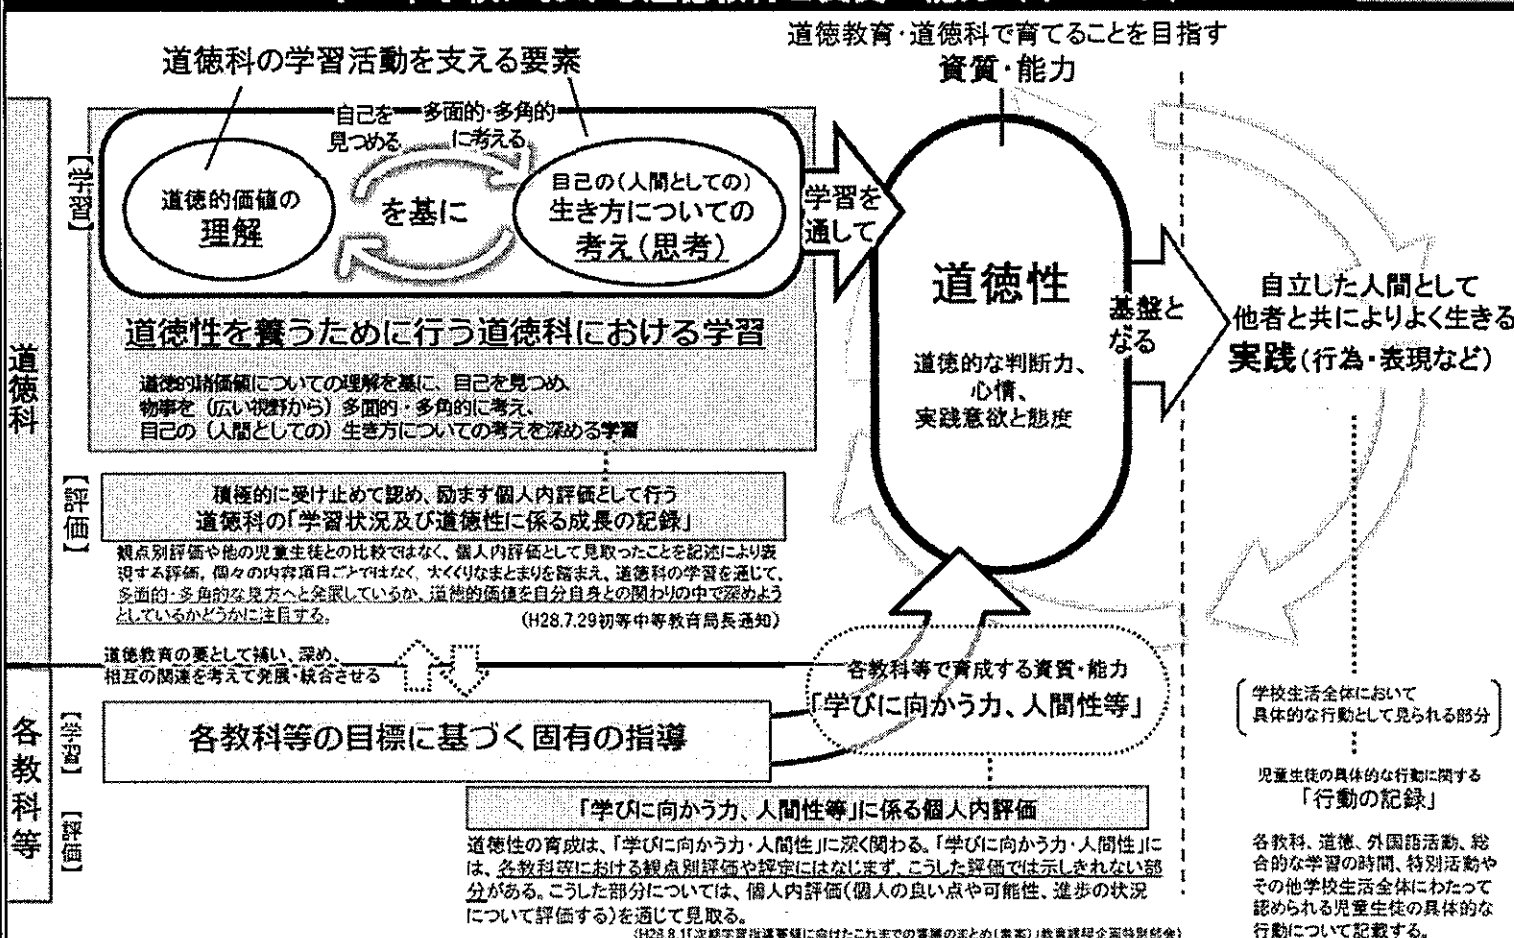 道徳教育・道徳科で育てることを目指す
資質・能力
道徳科の学習活動を支える要素
道徳科
【学習】
自己を
見つめる
多面的・多角的
に考える
道徳的価値の
理解
を基に
自己の(人間としての)
生き方についての
考え(思考)
学習を
通して
道徳性
道徳的な判断力、
心情、
実践意欲と態度
基盤と
なる
自立した人間として
他者と共によりよく生きる
実践(行為・表現など)
道徳性を養うために行う道徳科における学習
道徳的諸価値についての理解を基に、自己を見つめ、
物事を(広い視野から)多面的・多角的に考え、
自己の(人間としての)生き方についての考えを深める学習
【評価】
積極的に受け止めて認め、励ます個人内評価として行う
道徳科の「学習状況及び道徳性に係る成長の記録」
観点別評価や他の児童生徒との比較ではなく、個人内評価として見取ったことを記述により表
現する評価。個々の内容項目ごとではなく、大くくりなまとまりを踏まえ、道徳科の学習を通じて、
多面的・多角的な見方へと発展しているか、道徳的価値を自分自身との関わりの中で深めよう
としているかどうかに注目する。
(H28.7.29初等中等教育局長通知)
道徳教育の要として補い、深め、
相互の関連を考えて発展・統合させる
各教科等
【学習】
各教科等の目標に基づく固有の指導
各教科等で育成する資質・能力
「学びに向かう力、人間性等」
【評価】
「学びに向かう力、人間性等」に係る個人内評価
道徳性の育成は、「学びに向かう力・人間性」に深く関わる。「学びに向かう力・人間性」に
は、各教科等における観点別評価や評定にはなじまず、こうした評価では示しきれない部
分がある。こうした部分については、個人内評価(個人の良い点や可能性、進歩の状況
について評価する)を通じて見取る。
学校生活全体において
具体的な行動として見られる部分
児童生徒の具体的な行動に関する
「行動の記録」
各教科、道徳、外国語活動、総
合的な学習の時間、特別活動や
その他学校生活全体にわたって
認められる児童生徒の具体的な
行動について記載する。